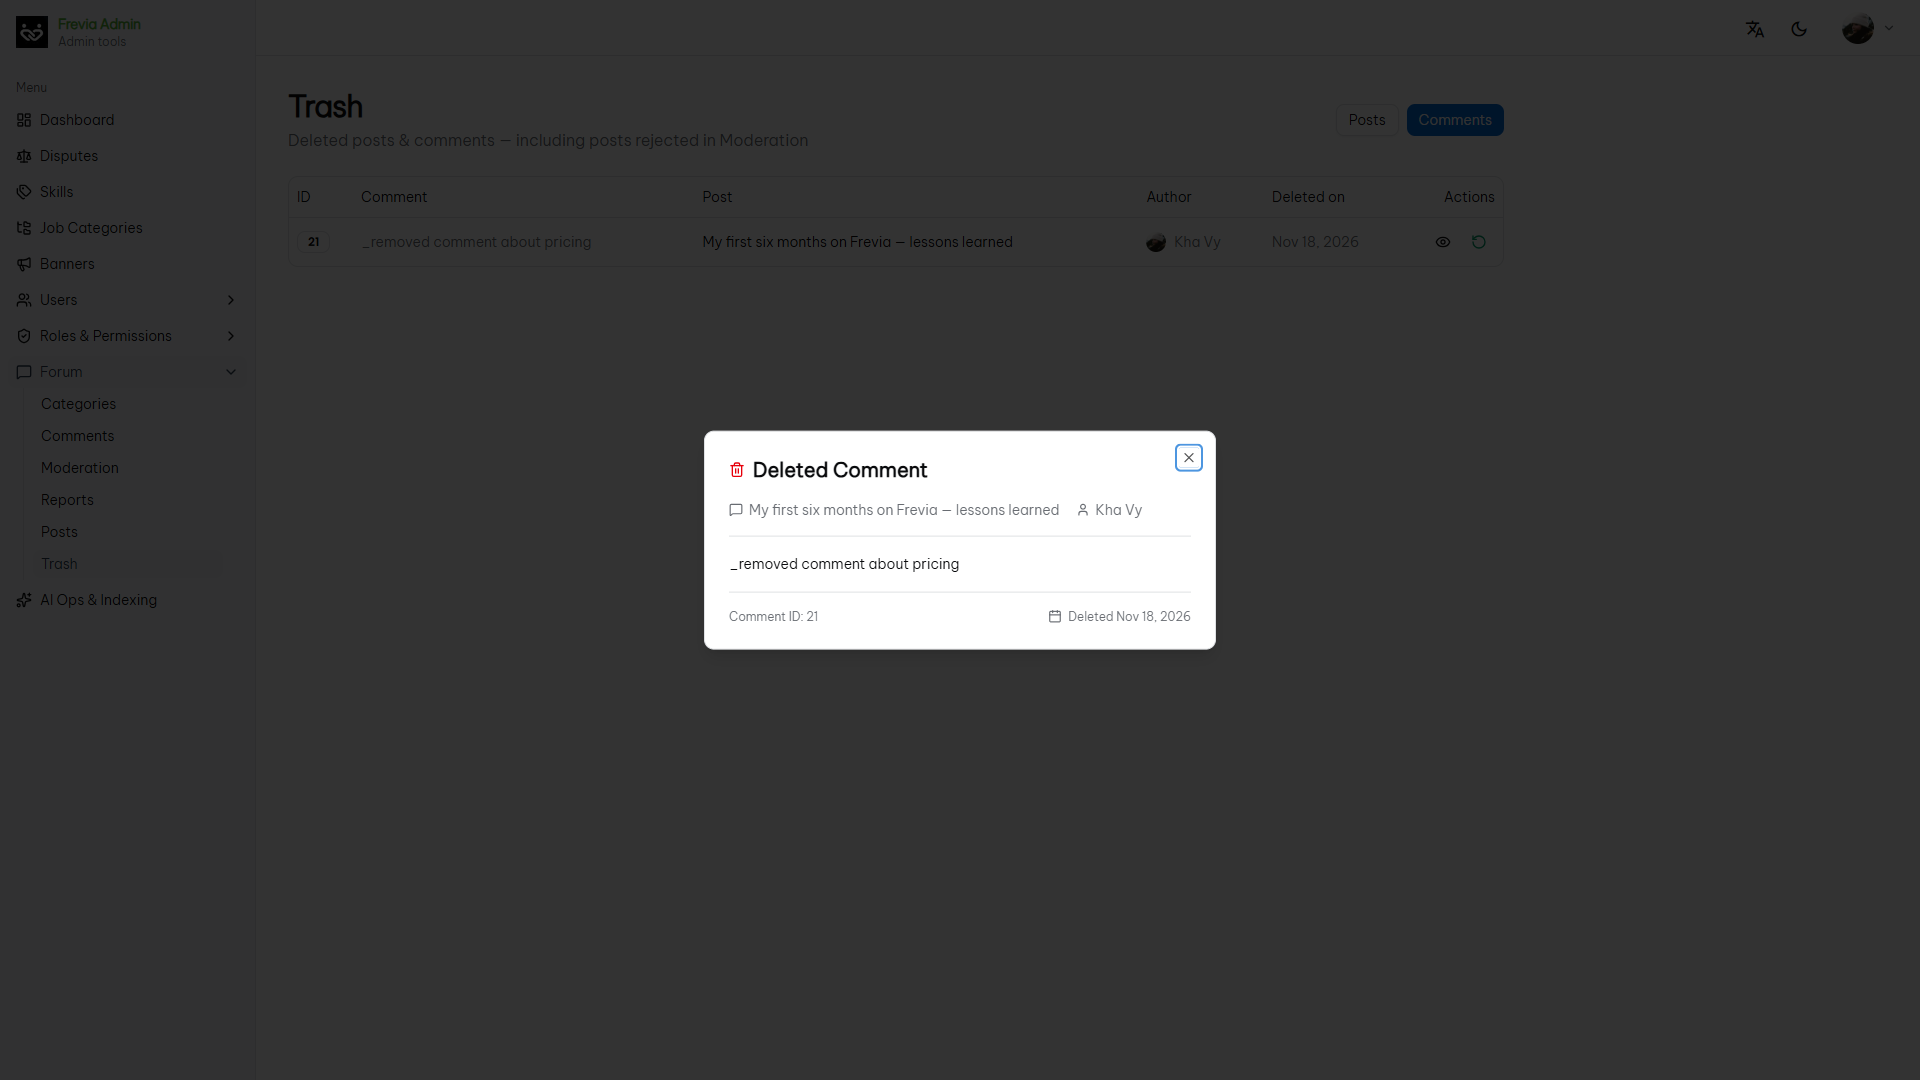 Frevia Admin
Admin tools
Menu
Dashboard
Disputes
Skills
Job Categories
Banners
Users
Roles & Permissions
Forum
Categories
Comments
Moderation
Reports
Posts
Trash
AI Ops & Indexing
Trash
Deleted posts & comments — including posts rejected in Moderation
Posts Comments
ID Comment Post Author Deleted on Actions
21 _removed comment about pricing My first six months on Frevia — lessons learned Kha Vy Nov 18, 2026
Deleted Comment
My first six months on Frevia — lessons learned Kha Vy
_removed comment about pricing
Comment ID: 21 Deleted Nov 18, 2026